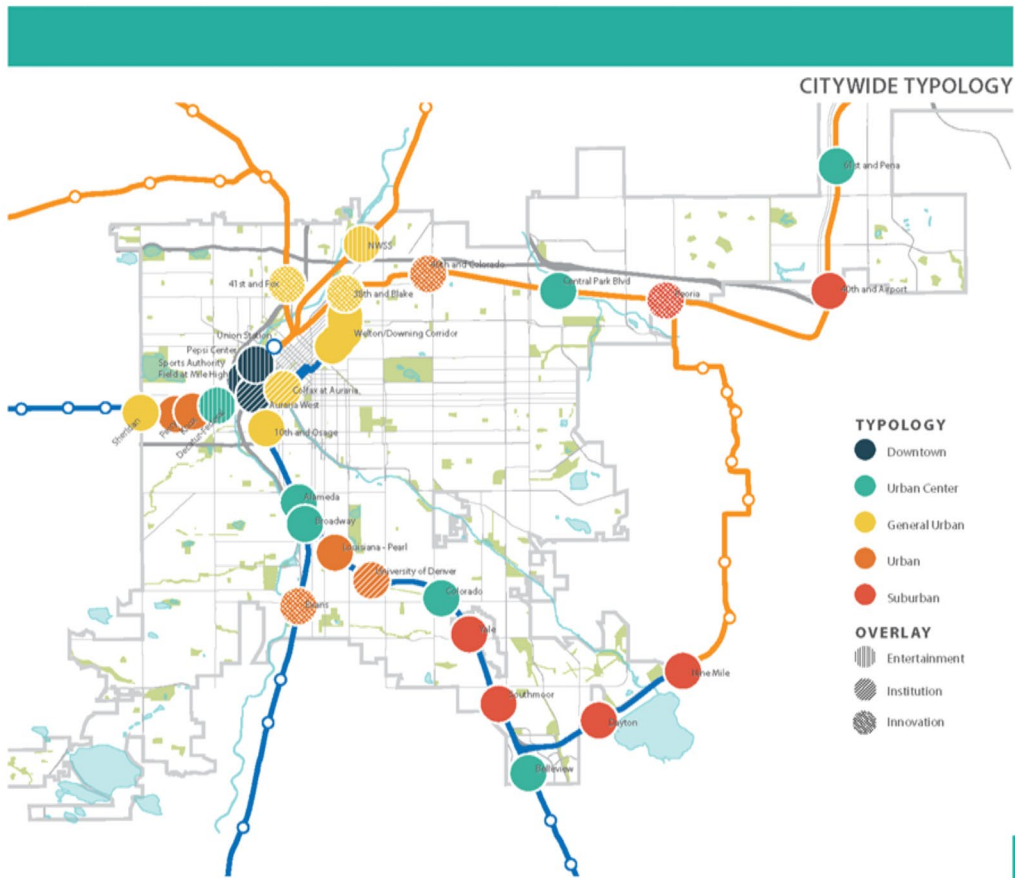 CITYWIDE TYPOLOGY
61st and Pena
NWSS
40th and Colorado
41st and Fox
38th and Blake
Central Park Blvd
Peoria
40th and Airport
Union Station
Welton/Downing Corridor
Pepsi Center
Sports Authority
Field at Mile High
Colfax at Auraria
Auraria West
Sheridan
Perry
Knox
Decatur-Federal
10th and Osage
Alameda
Broadway
Louisiana - Pearl
University of Denver
Colorado
Evans
Yale
Nine Mile
Southmoor
Dayton
Belleview
TYPOLOGY
Downtown
Urban Center
General Urban
Urban
Suburban
OVERLAY
Entertainment
Institution
Innovation